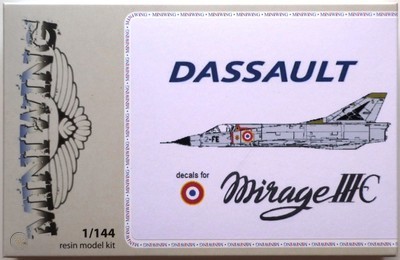 MINIWING
1/144
resin model kit
DASSAULT
decals for
Mirage IIIC